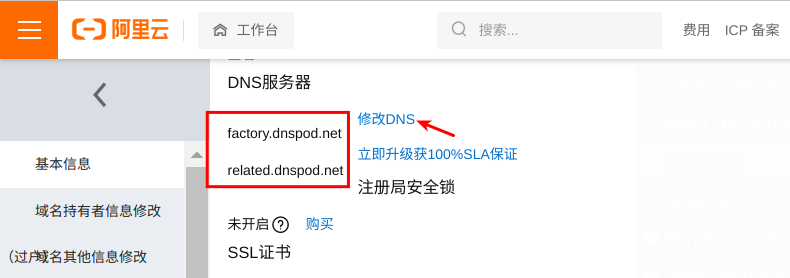 阿里云
工作台
搜索...
费用
ICP 备案
DNS服务器
factory.dnspod.net
修改DNS
立即升级获100%SLA保证
related.dnspod.net
注册局安全锁
基本信息
域名持有者信息修改
(过户)
域名其他信息修改
未开启
购买
SSL证书